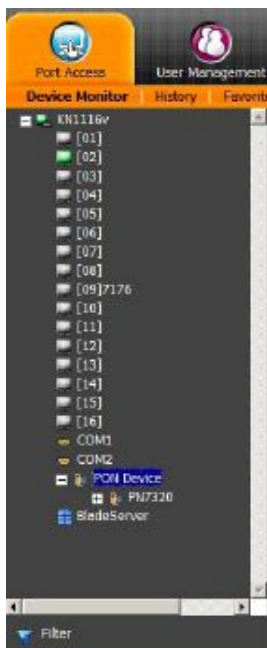 Port Access
User Management
Device Monitor
History
Favorit
KN1116v
[01]
[02]
[03]
[04]
[05]
[06]
[07]
[08]
[09]7176
[10]
[11]
[12]
[13]
[14]
[15]
[16]
COM1
COM2
PON Device
PN7320
BladeServer
Filter